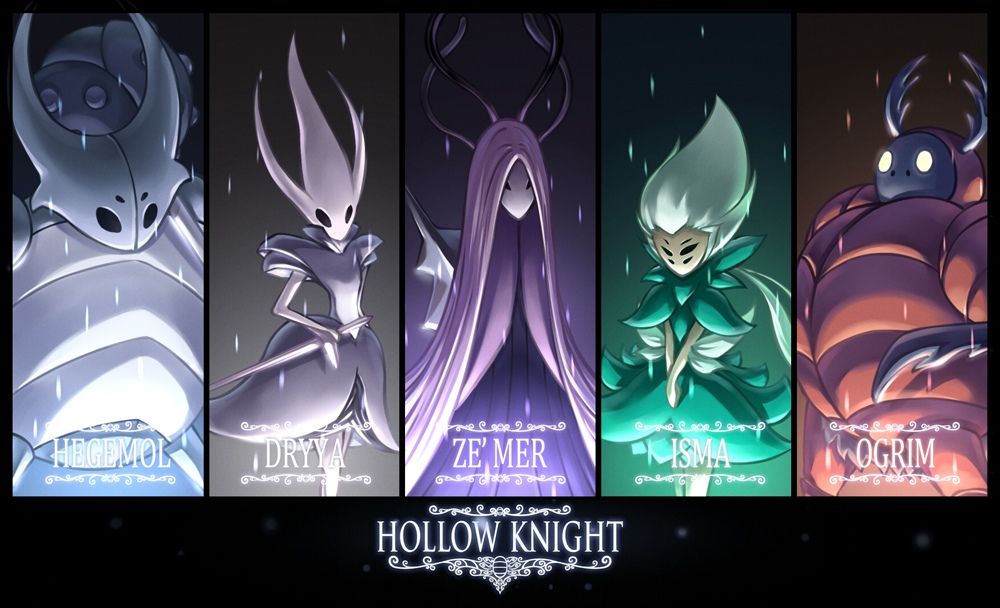 HEGEMOL
DRYYA
ZE' MER
ISMA
OGRIM
HOLLOW KNIGHT